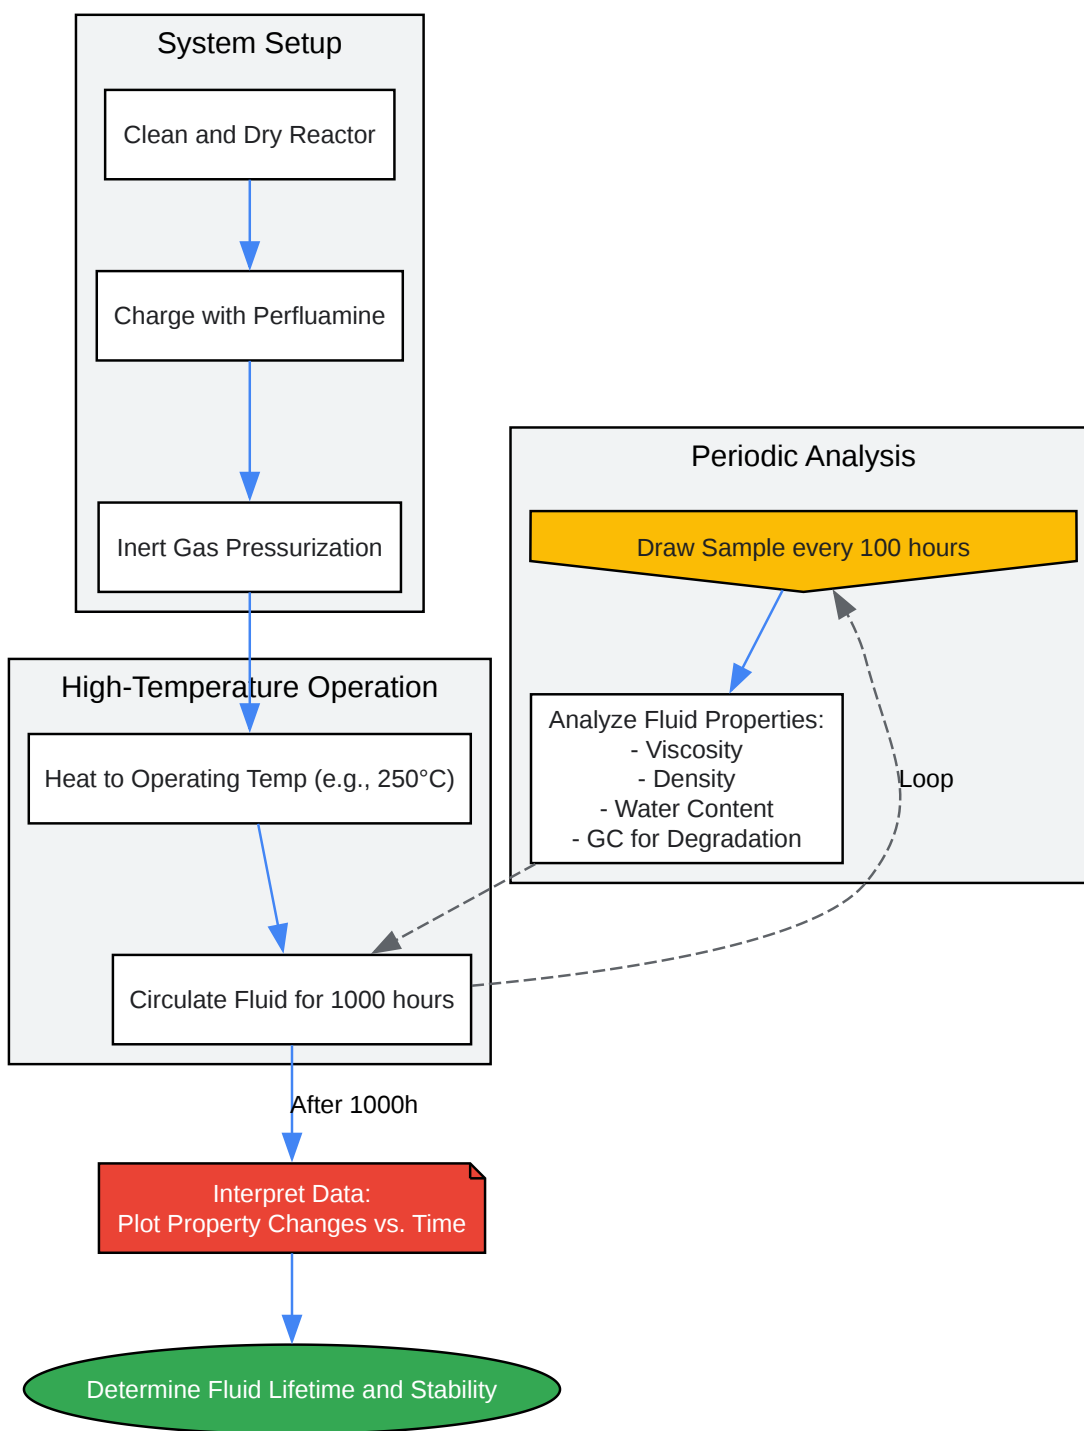 System Setup
Clean and Dry Reactor
Charge with Perfluamine
Inert Gas Pressurization
Periodic Analysis
Draw Sample every 100 hours
Analyze Fluid Properties:
- Viscosity
- Density
- Water Content
- GC for Degradation
Loop
High-Temperature Operation
Heat to Operating Temp (e.g., 250°C)
Circulate Fluid for 1000 hours
After 1000h
Interpret Data:
Plot Property Changes vs. Time
Determine Fluid Lifetime and Stability